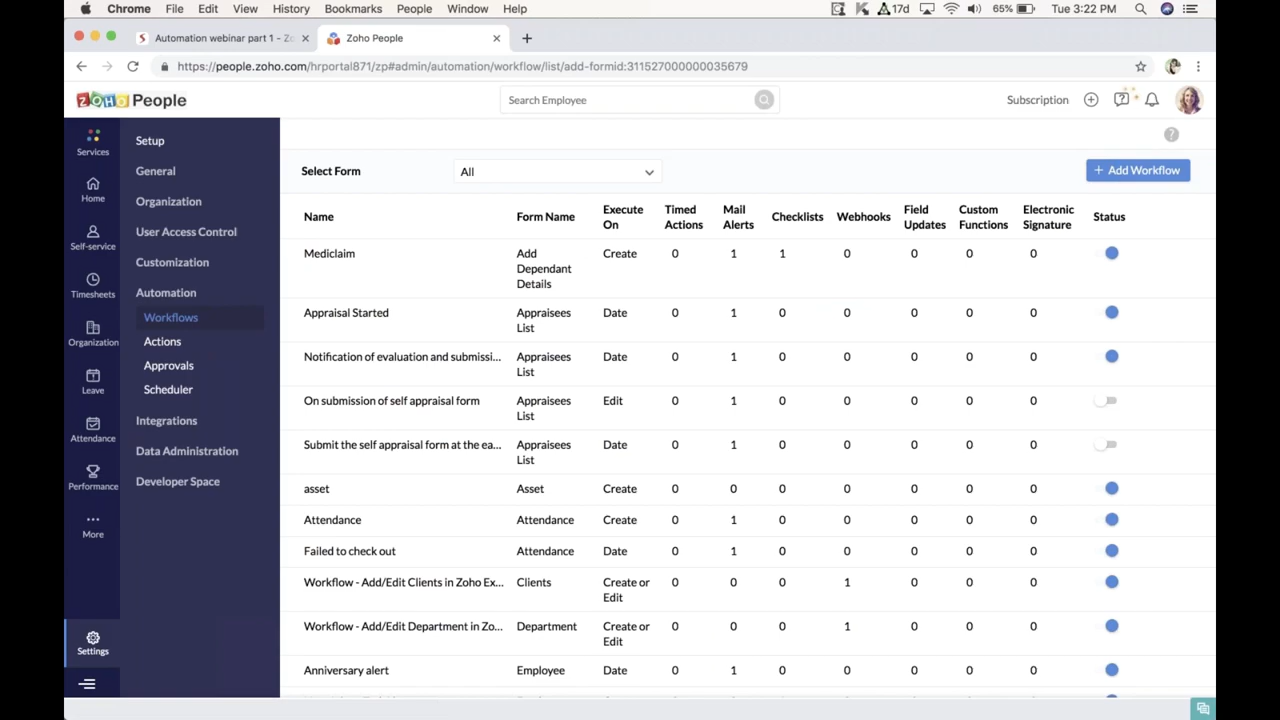 Chrome File Edit View History Bookmarks People Window Help 17d 65% Tue 3:22 PM
Automation webinar part 1 - Zo
Zoho People
https://people.zoho.com/hrportal871/zp#admin/automation/workflow/list/add-formid:311527000000035679
ZOHO People
Search Employee
Subscription
Services
Home
Self-service
Timesheets
Organization
Leave
Attendance
Performance
More
Settings
Setup
General
Organization
User Access Control
Customization
Automation
Workflows
Actions
Approvals
Scheduler
Integrations
Data Administration
Developer Space
Select Form All + Add Workflow
Name Form Name Execute On Timed Actions Mail Alerts Checklists Webhooks Field Updates Custom Functions Electronic Signature Status
Mediclaim Add Dependant Details Create 0 1 1 0 0 0 0
Appraisal Started Appraisees List Date 0 1 0 0 0 0 0
Notification of evaluation and submissi... Appraisees List Date 0 1 0 0 0 0 0
On submission of self appraisal form Appraisees List Edit 0 1 0 0 0 0 0
Submit the self appraisal form at the ea... Appraisees List Date 0 1 0 0 0 0 0
asset Asset Create 0 0 0 0 0 0 0
Attendance Attendance Create 0 1 0 0 0 0 0
Failed to check out Attendance Date 0 1 0 0 0 0 0
Workflow - Add/Edit Clients in Zoho Ex... Clients Create or Edit 0 0 0 1 0 0 0
Workflow - Add/Edit Department in Zo... Department Create or Edit 0 0 0 1 0 0 0
Anniversary alert Employee Date 0 1 0 0 0 0 0